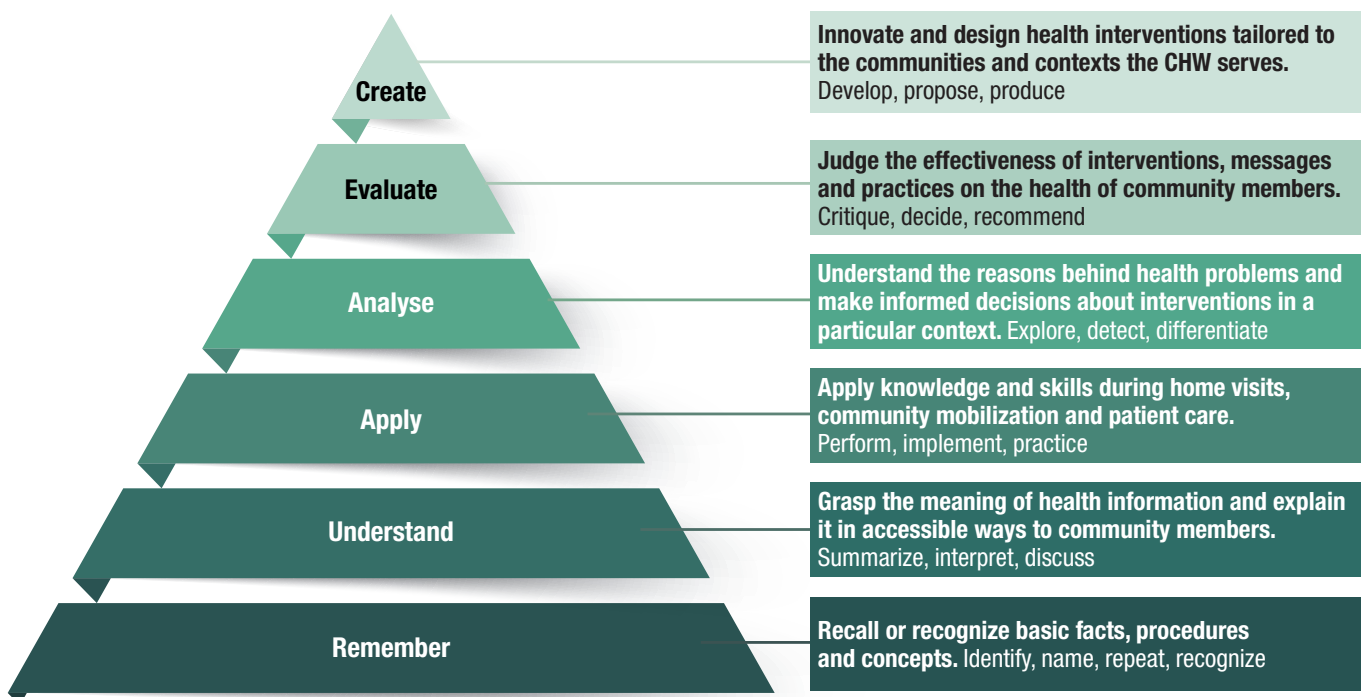 Create
Innovate and design health interventions tailored to
the communities and contexts the CHW serves.
Develop, propose, produce
Evaluate
Judge the effectiveness of interventions, messages
and practices on the health of community members.
Critique, decide, recommend
Analyse
Understand the reasons behind health problems and
make informed decisions about interventions in a
particular context. Explore, detect, differentiate
Apply
Apply knowledge and skills during home visits,
community mobilization and patient care.
Perform, implement, practice
Understand
Grasp the meaning of health information and explain
it in accessible ways to community members.
Summarize, interpret, discuss
Remember
Recall or recognize basic facts, procedures
and concepts. Identify, name, repeat, recognize